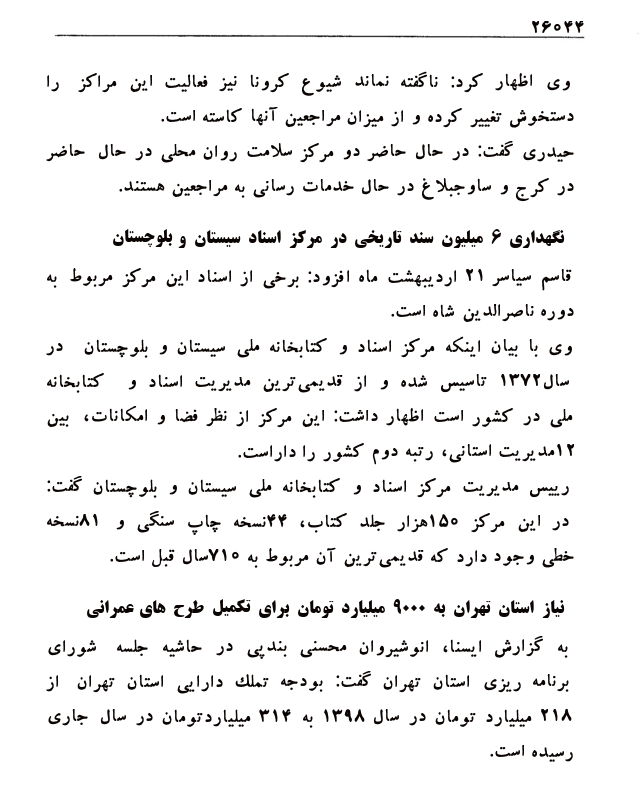 ۲۶۰۴۴
وی اظهار کرد: ناگفته نماند شیوع کرونا نیز فعالیت این مراکز را
دستخوش تغییر کرده و از میزان مراجعین آنها کاسته است.
حیدری گفت: در حال حاضر دو مرکز سلامت روان محلی در حال حاضر
در کرج و ساوجبلاغ در حال خدمات رسانی به مراجعین هستند.
نگهداری ۶ میلیون سند تاریخی در مرکز اسناد سیستان و بلوچستان
قاسم سیاسر ۲۱ اردیبهشت ماه افزود: برخی از اسناد این مرکز مربوط به
دوره ناصرالدین شاه است.
وی با بیان اینکه مرکز اسناد و کتابخانه ملی سیستان و بلوچستان در
سال۱۳۷۲ تاسیس شده و از قدیمی‌ترین مدیریت اسناد و کتابخانه
ملی در کشور است اظهار داشت: این مرکز از نظر فضا و امکانات، بین
۱۲مدیریت استانی، رتبه دوم کشور را داراست.
رییس مدیریت مرکز اسناد و کتابخانه ملی سیستان و بلوچستان گفت:
در این مرکز ۱۵۰هزار جلد کتاب، ۴۴نسخه چاپ سنگی و ۸۱نسخه
خطی وجود دارد که قدیمی‌ترین آن مربوط به ۷۱۰سال قبل است.
نیاز استان تهران به ۹۰۰۰ میلیارد تومان برای تکمیل طرح های عمرانی
به گزارش ایسنا، انوشیروان محسنی بندپی در حاشیه جلسه شورای
برنامه ریزی استان تهران گفت: بودجه تملك دارایی استان تهران از
۲۱۸ میلیارد تومان در سال ۱۳۹۸ به ۳۱۴ میلیاردتومان در سال جاری
رسیده است.